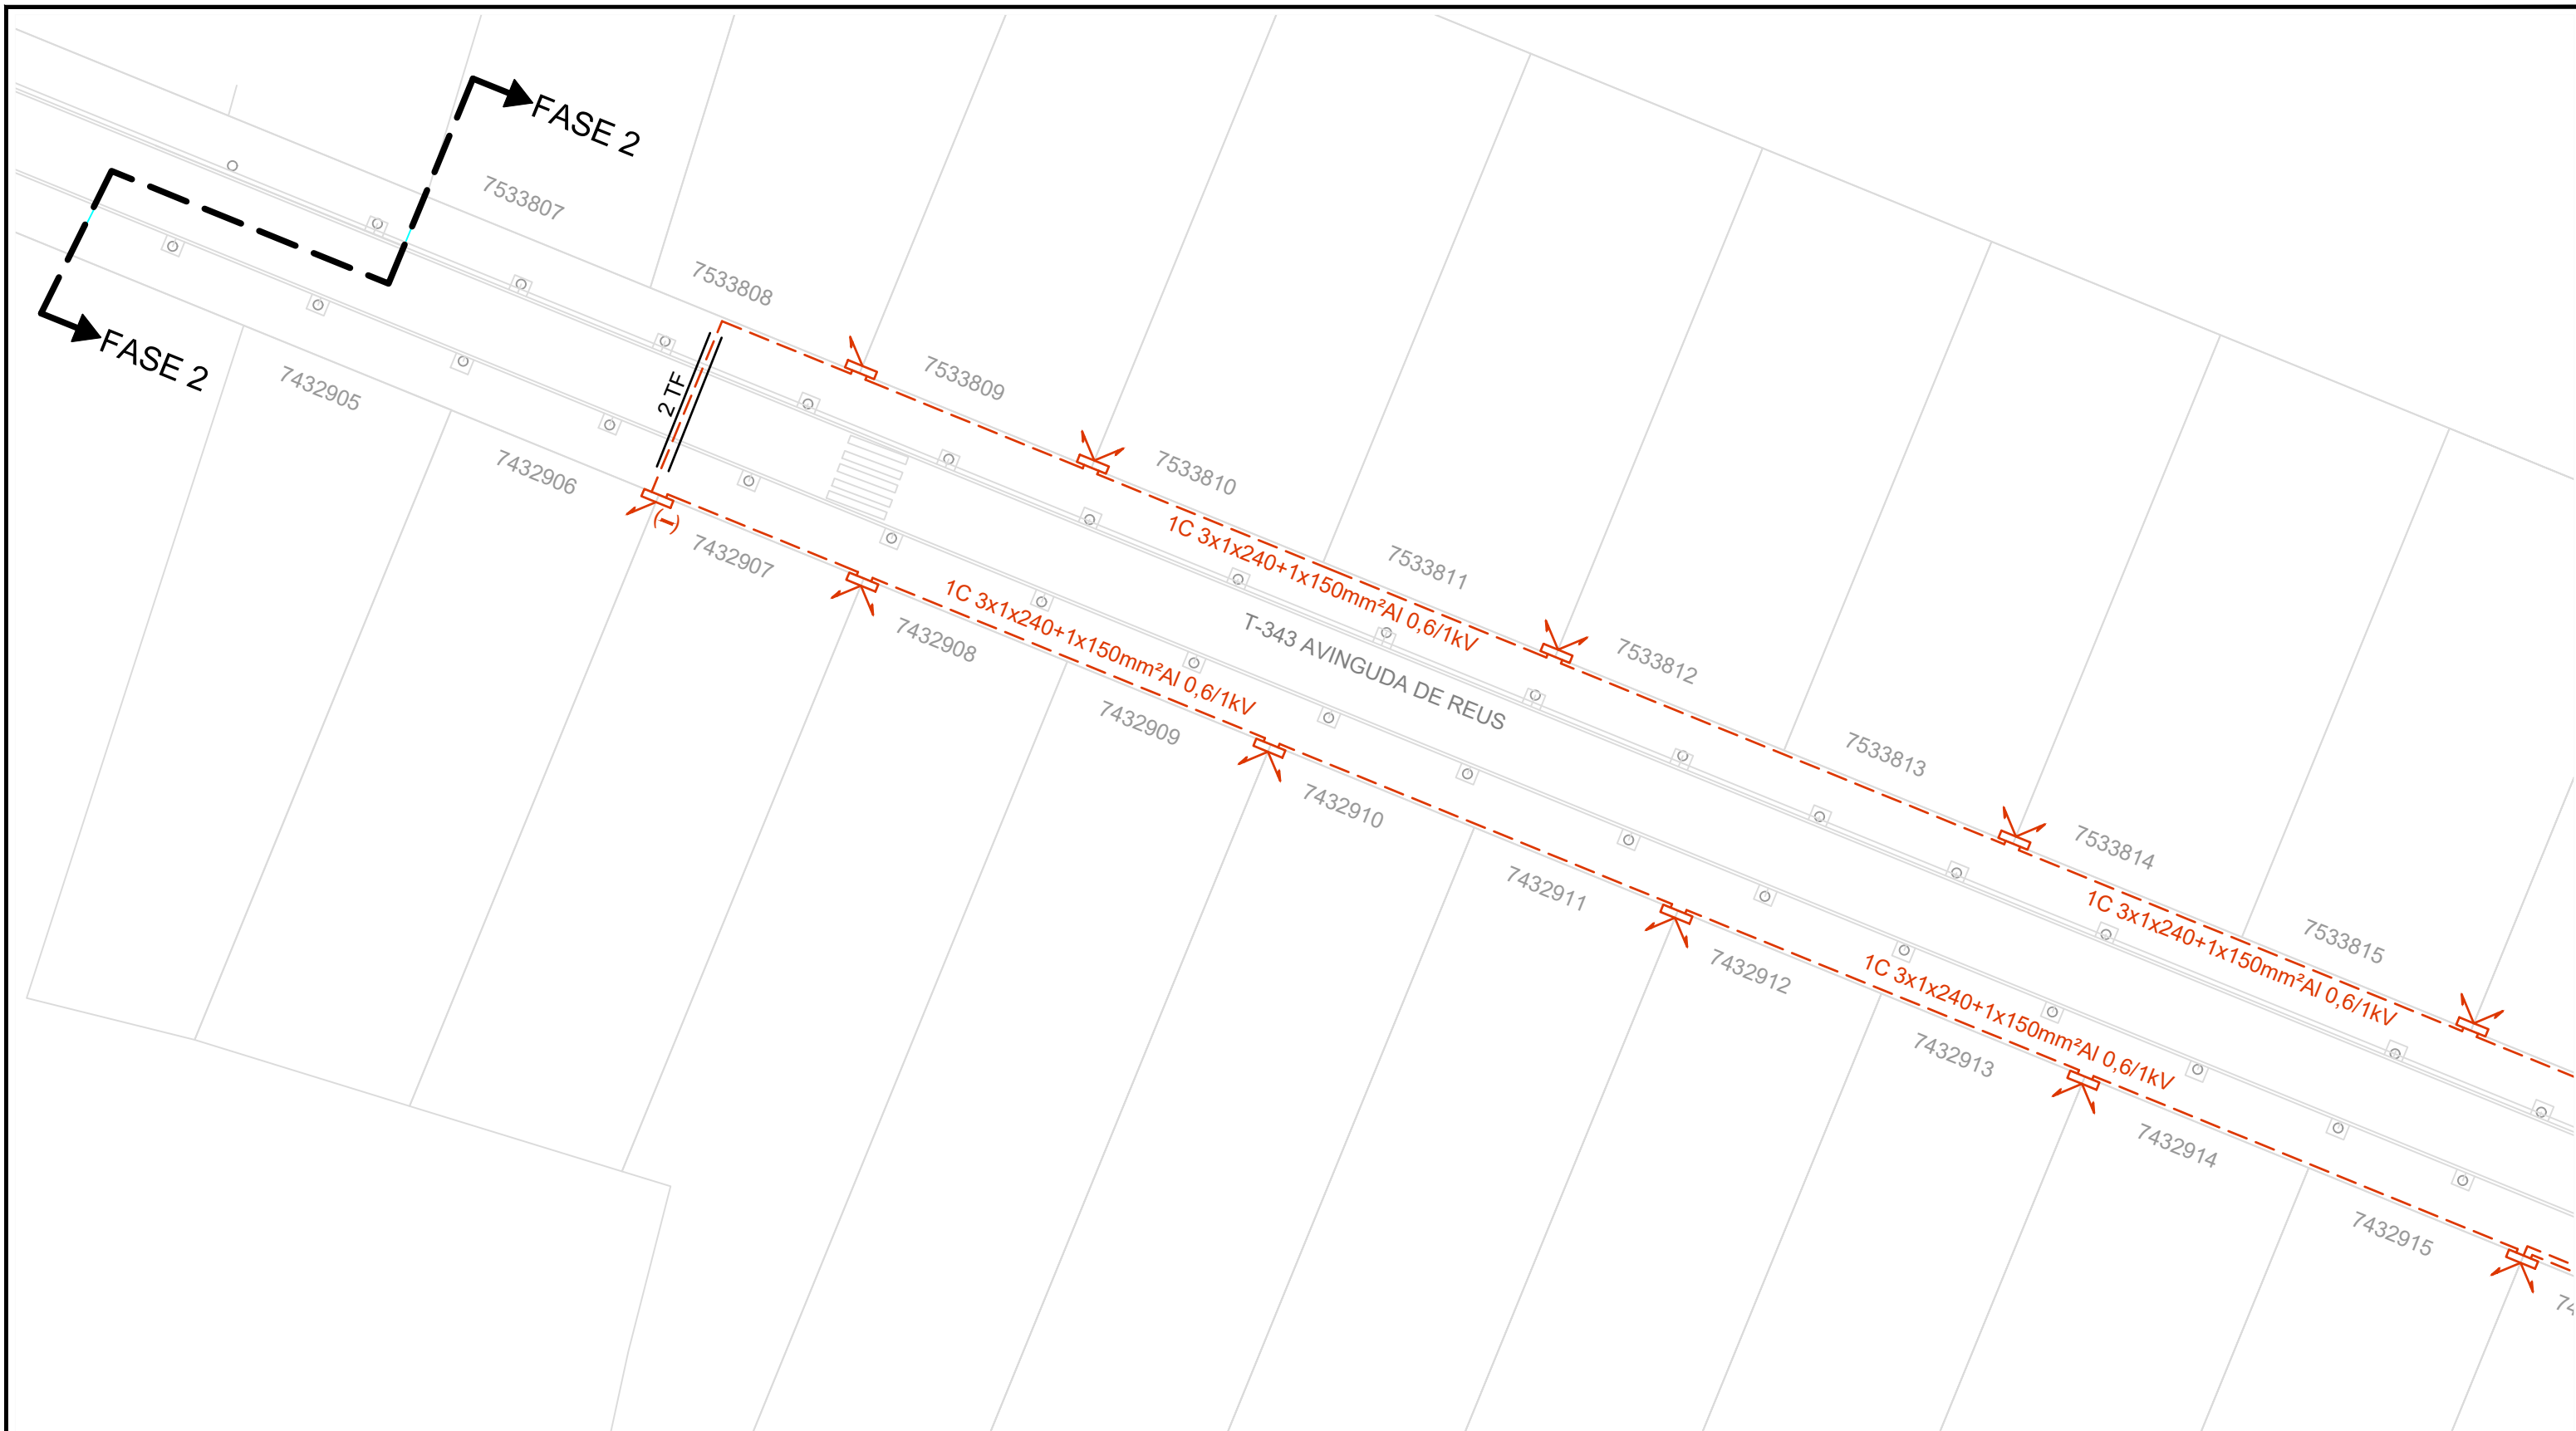 FASE 2
7533807
FASE 2
7533808
7432905
2 TF
7533809
7432906
(I)
7533810
7432907
1C 3x1x240+1x150mm²Al 0,6/1kV
7533811
1C 3x1x240+1x150mm²Al 0,6/1kV
7432908
T-343 AVINGUDA DE REUS
7533812
7432909
7533813
7432910
7533814
7432911
1C 3x1x240+1x150mm²Al 0,6/1kV
7533815
7432912
1C 3x1x240+1x150mm²Al 0,6/1kV
7432913
7432914
7432915